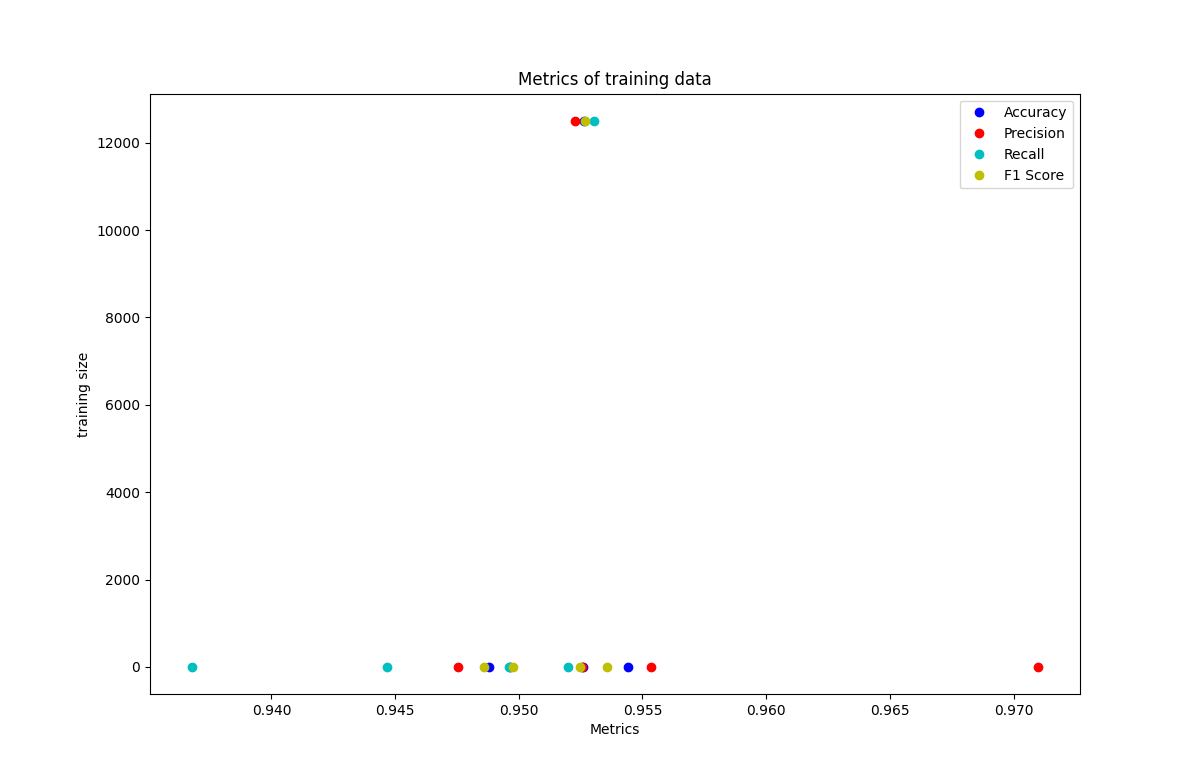 Metrics of training data
Accuracy
Precision
Recall
F1 Score
12000
10000
8000
6000
4000
2000
0
training size
0.940 0.945 0.950 0.955 0.960 0.965 0.970
Metrics